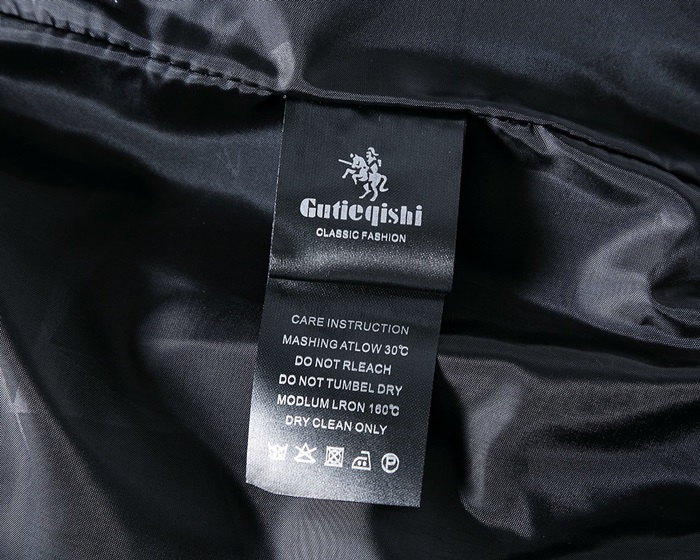 Gutieqishi
CLASSIC FASHION
CARE INSTRUCTION
MASHING ATLOW 30℃
DO NOT RLEACH
DO NOT TUMBEL DRY
MODLUM LRON 160℃
DRY CLEAN ONLY
P